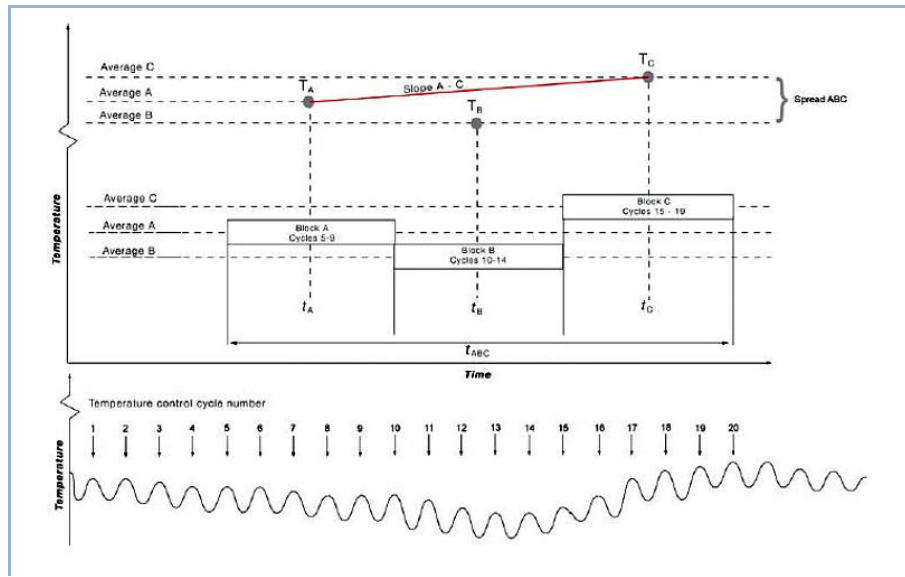 Average C
T_C
T_A
Average A
Slope A - C
Spread ABC
T_B
Average B
Average C
Block C
Cycles 15 - 19
Average A
Block A
Cycles 5-9
Average B
Block B
Cycles 10-14
t_A
t_B
t_C
t_ABC
Temperature
Time
Temperature control cycle number
1 2 3 4 5 6 7 8 9 10 11 12 13 14 15 16 17 18 19 20
Temperature